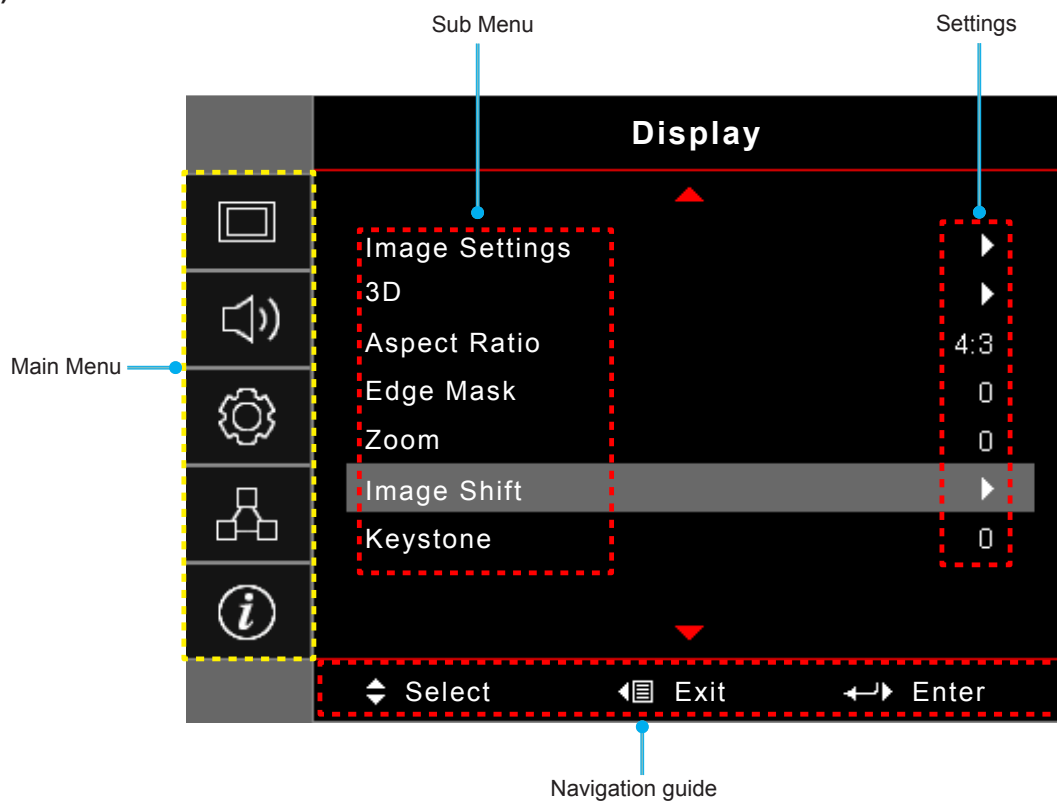 )
Sub Menu Settings
Display
Image Settings
3D
Aspect Ratio 4:3
Main Menu
Edge Mask 0
Zoom 0
Image Shift
Keystone 0
i
Select Exit Enter
Navigation guide